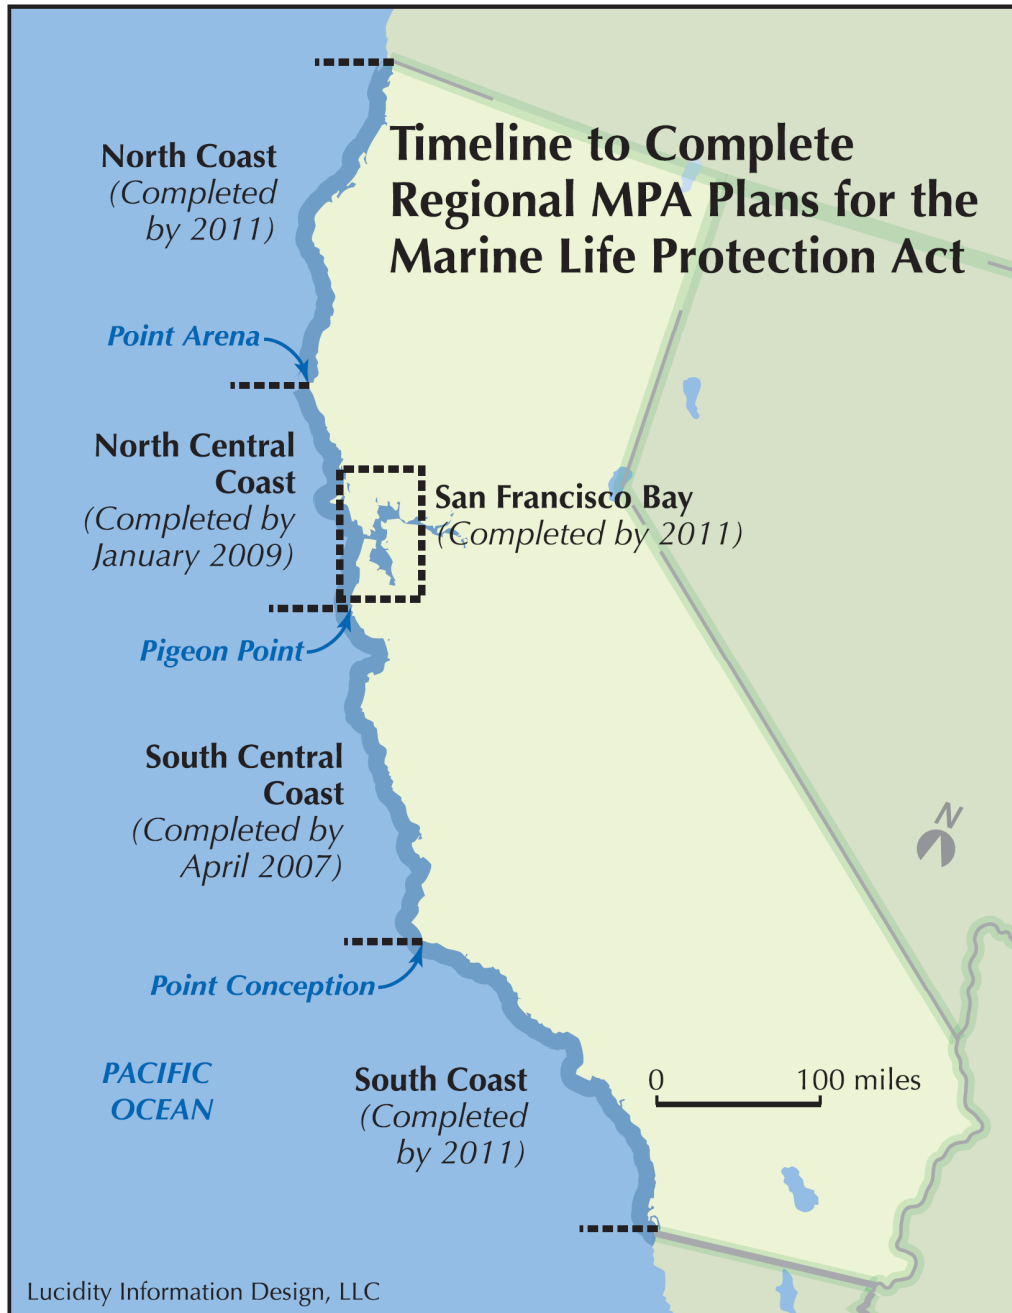 Timeline to Complete
Regional MPA Plans for the
Marine Life Protection Act
North Coast
(Completed
by 2011)
Point Arena
North Central
Coast
(Completed by
January 2009)
San Francisco Bay
(Completed by 2011)
Pigeon Point
South Central
Coast
(Completed by
April 2007)
N
Point Conception
PACIFIC
OCEAN
South Coast
(Completed
by 2011)
0 100 miles
Lucidity Information Design, LLC